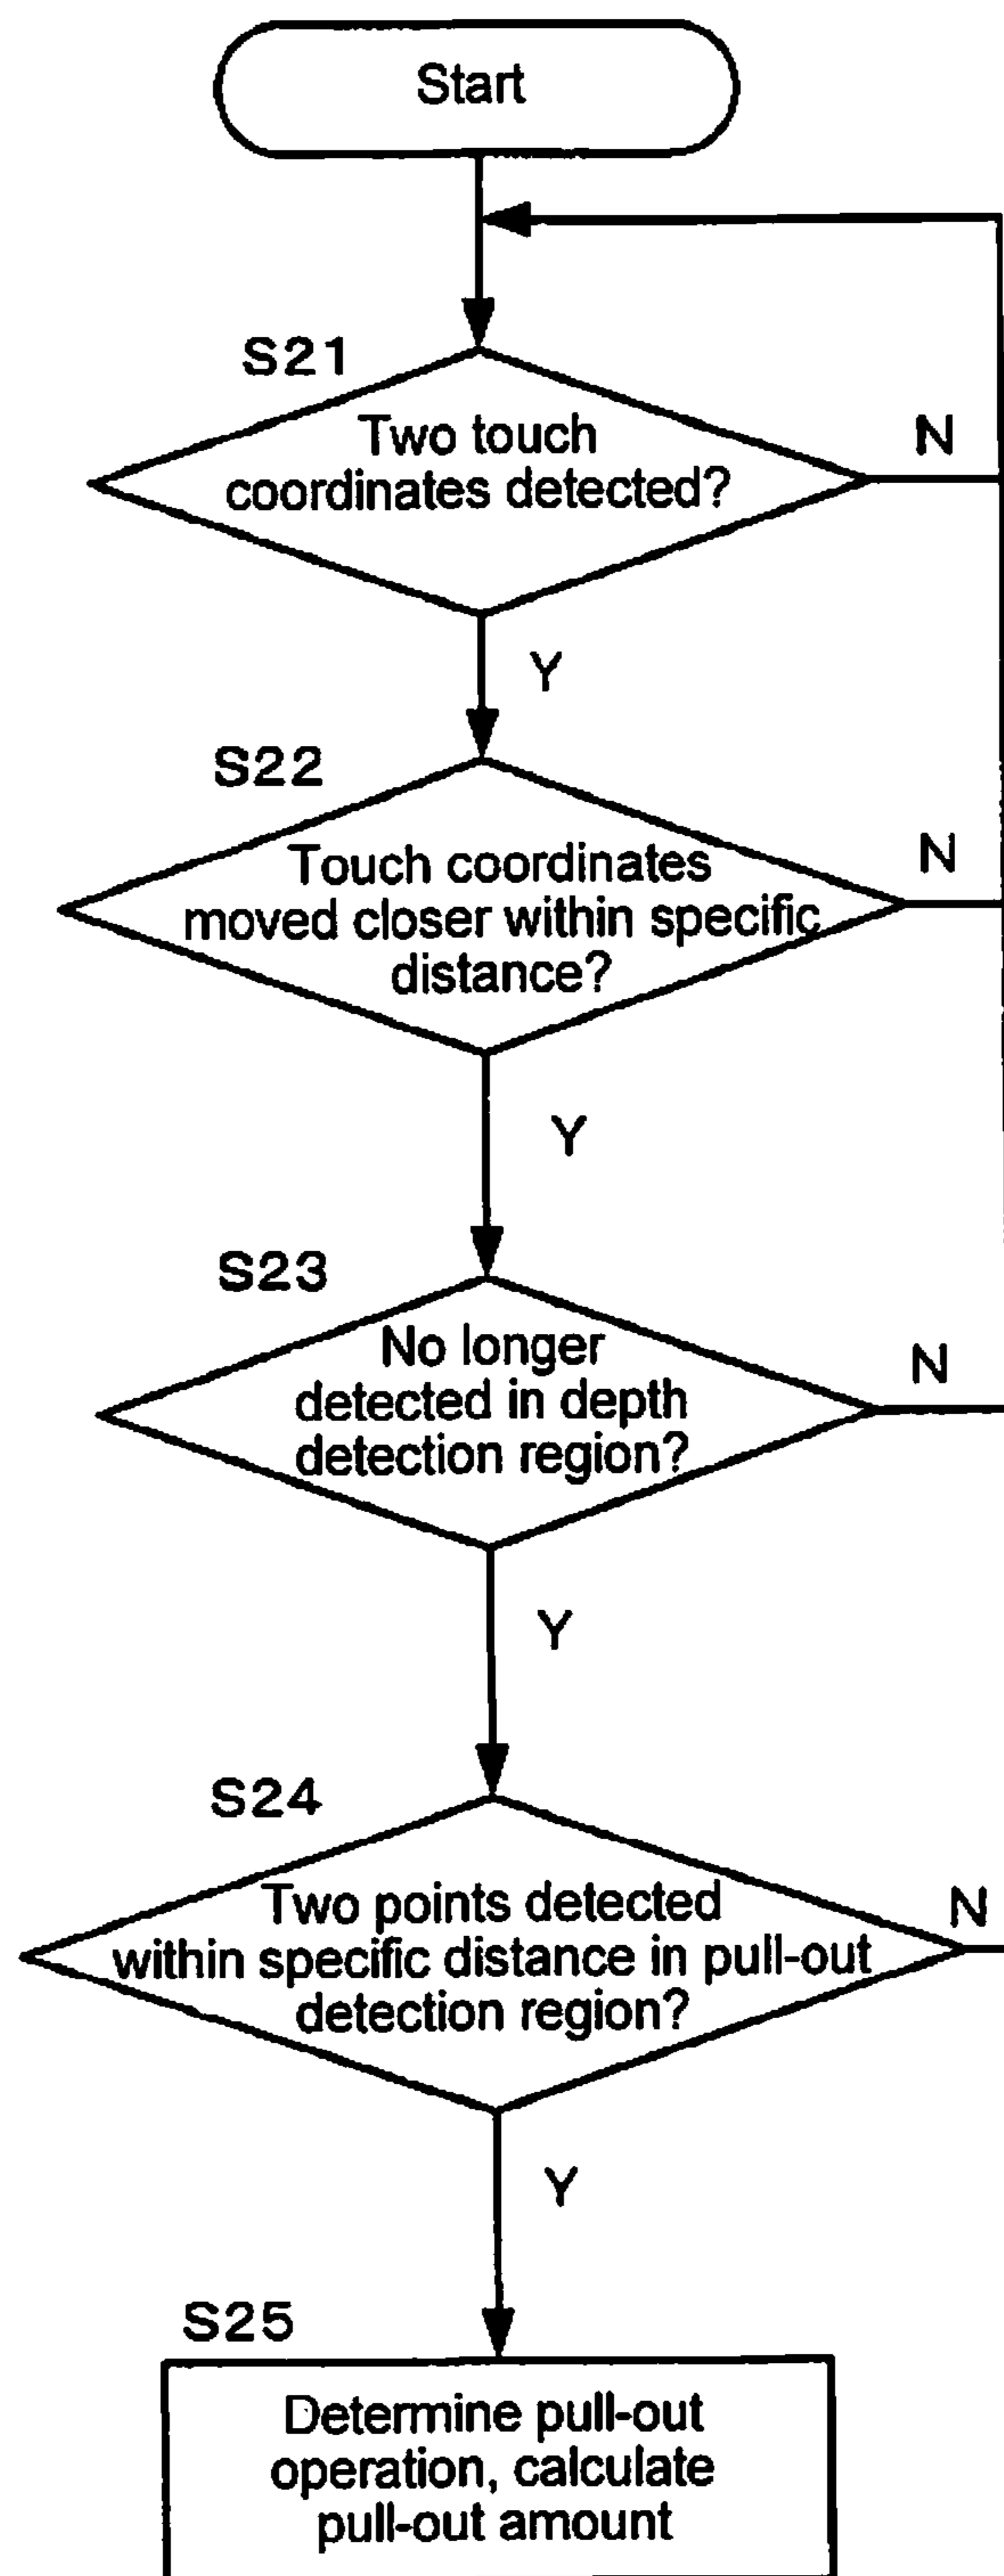 Start
S21
Two touch
coordinates detected?
N
Y
S22
Touch coordinates
moved closer within specific
distance?
N
Y
S23
No longer
detected in depth
detection region?
N
Y
S24
Two points detected
within specific distance in pull-out
detection region?
N
Y
S25
Determine pull-out
operation, calculate
pull-out amount